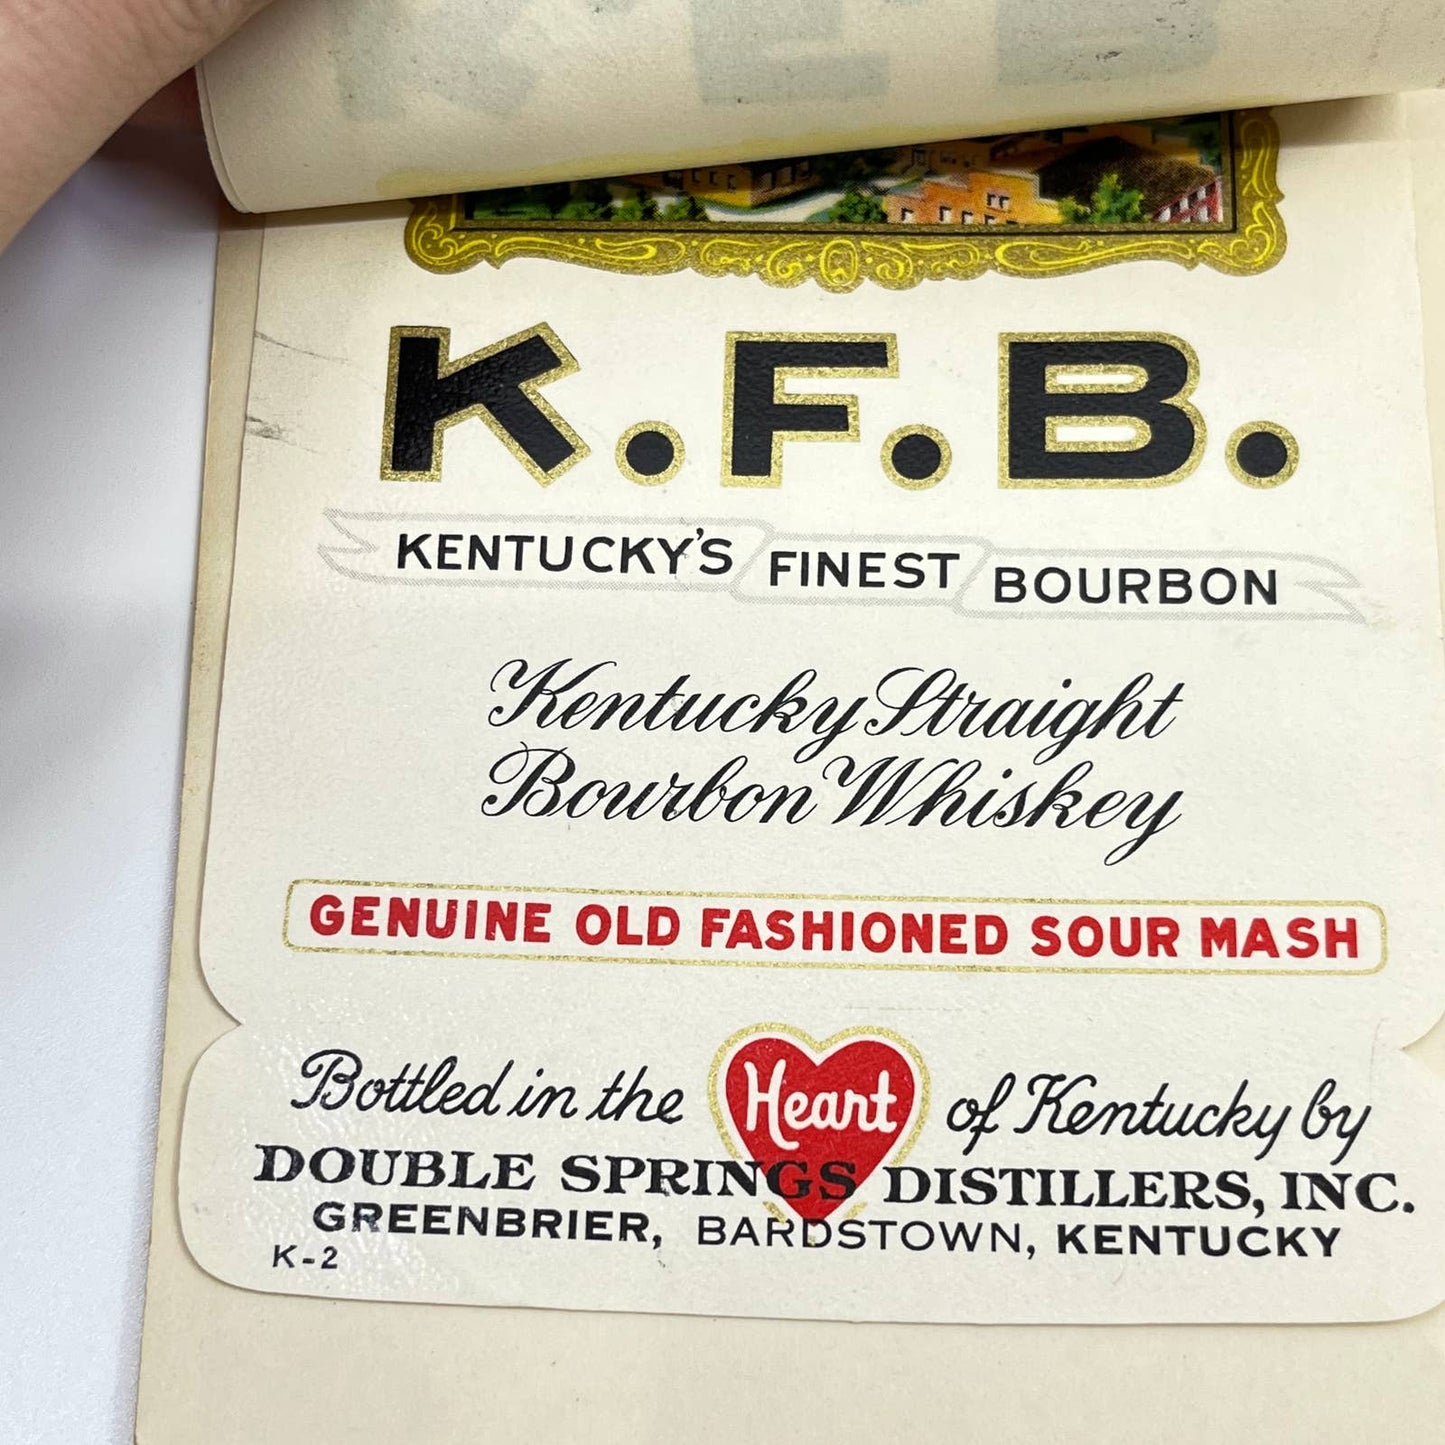 K.F.B.
KENTUCKY'S FINEST BOURBON
Kentucky Straight
Bourbon Whiskey
GENUINE OLD FASHIONED SOUR MASH
Bottled in the Heart of Kentucky by
DOUBLE SPRINGS DISTILLERS, INC.
GREENBRIER, BARDSTOWN, KENTUCKY
K-2